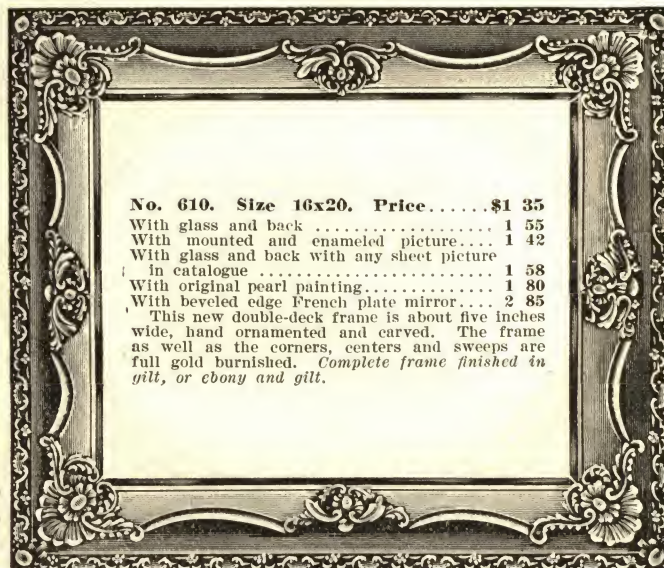 No. 610. Size 16x20. Price......$1 35
With glass and back .................. 1 55
With mounted and enameled picture.... 1 42
With glass and back with any sheet picture
in catalogue ......................... 1 58
With original pearl painting.............. 1 80
With beveled edge French plate mirror.... 2 85
This new double-deck frame is about five inches
wide, hand ornamented and carved. The frame
as well as the corners, centers and sweeps are
full gold burnished. Complete frame finished in
gilt, or ebony and gilt.